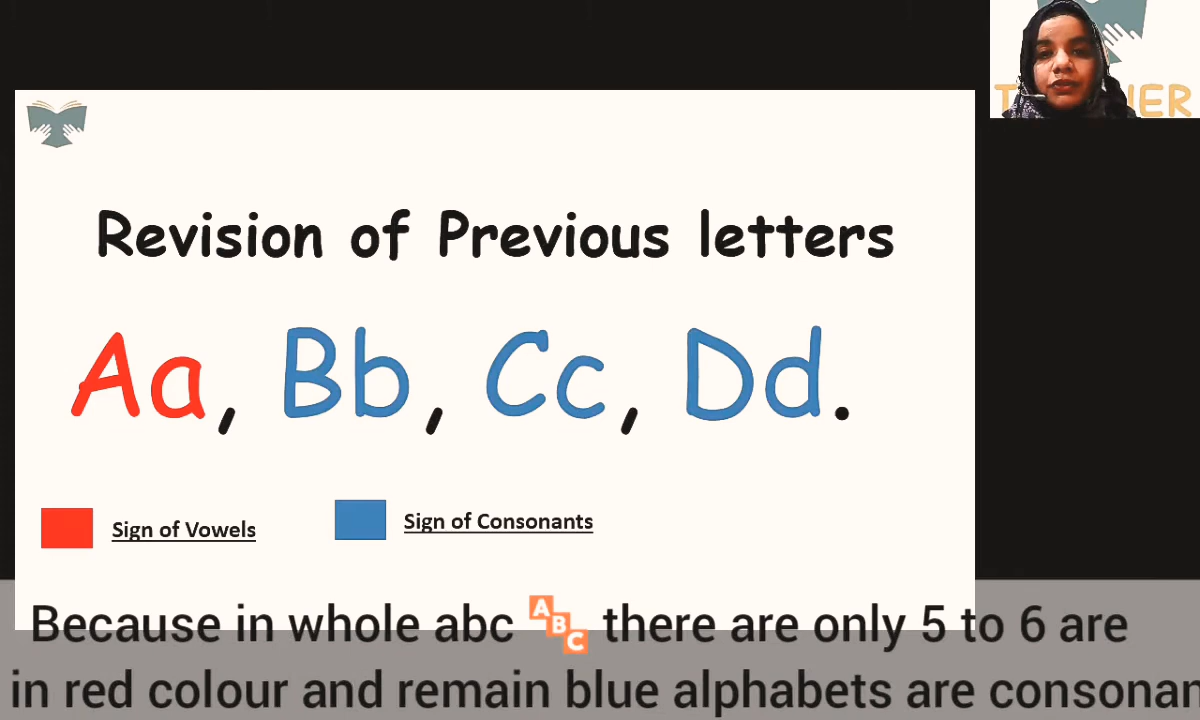 Revision of Previous letters
Aa, Bb, Cc, Dd.
Sign of Vowels
Sign of Consonants
Because in whole abc there are only 5 to 6 are
in red colour and remain blue alphabets are consonan